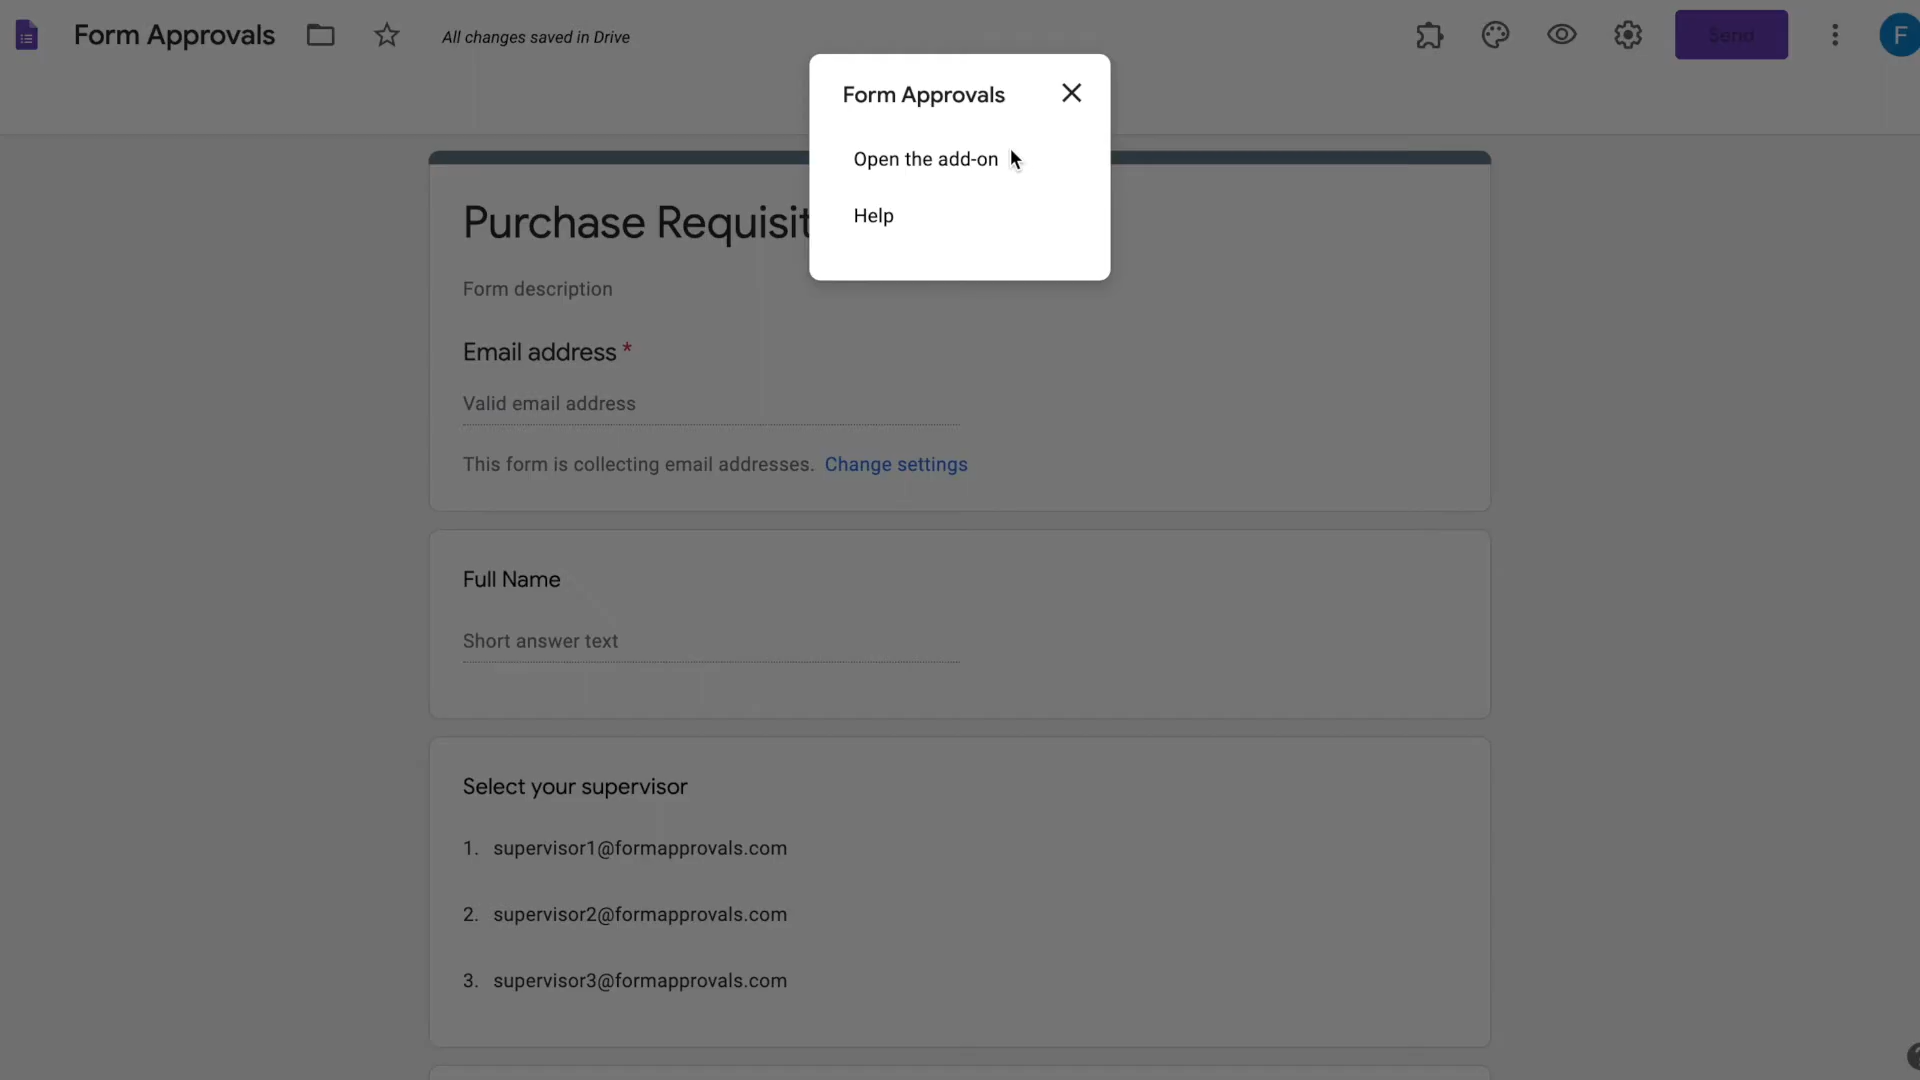 Form Approvals
All changes saved in Drive
Send
F
Form Approvals
Open the add-on
Help
Purchase Requisit
Form description
Email address *
Valid email address
This form is collecting email addresses. Change settings
Full Name
Short answer text
Select your supervisor
1. supervisor1@formapprovals.com
2. supervisor2@formapprovals.com
3. supervisor3@formapprovals.com